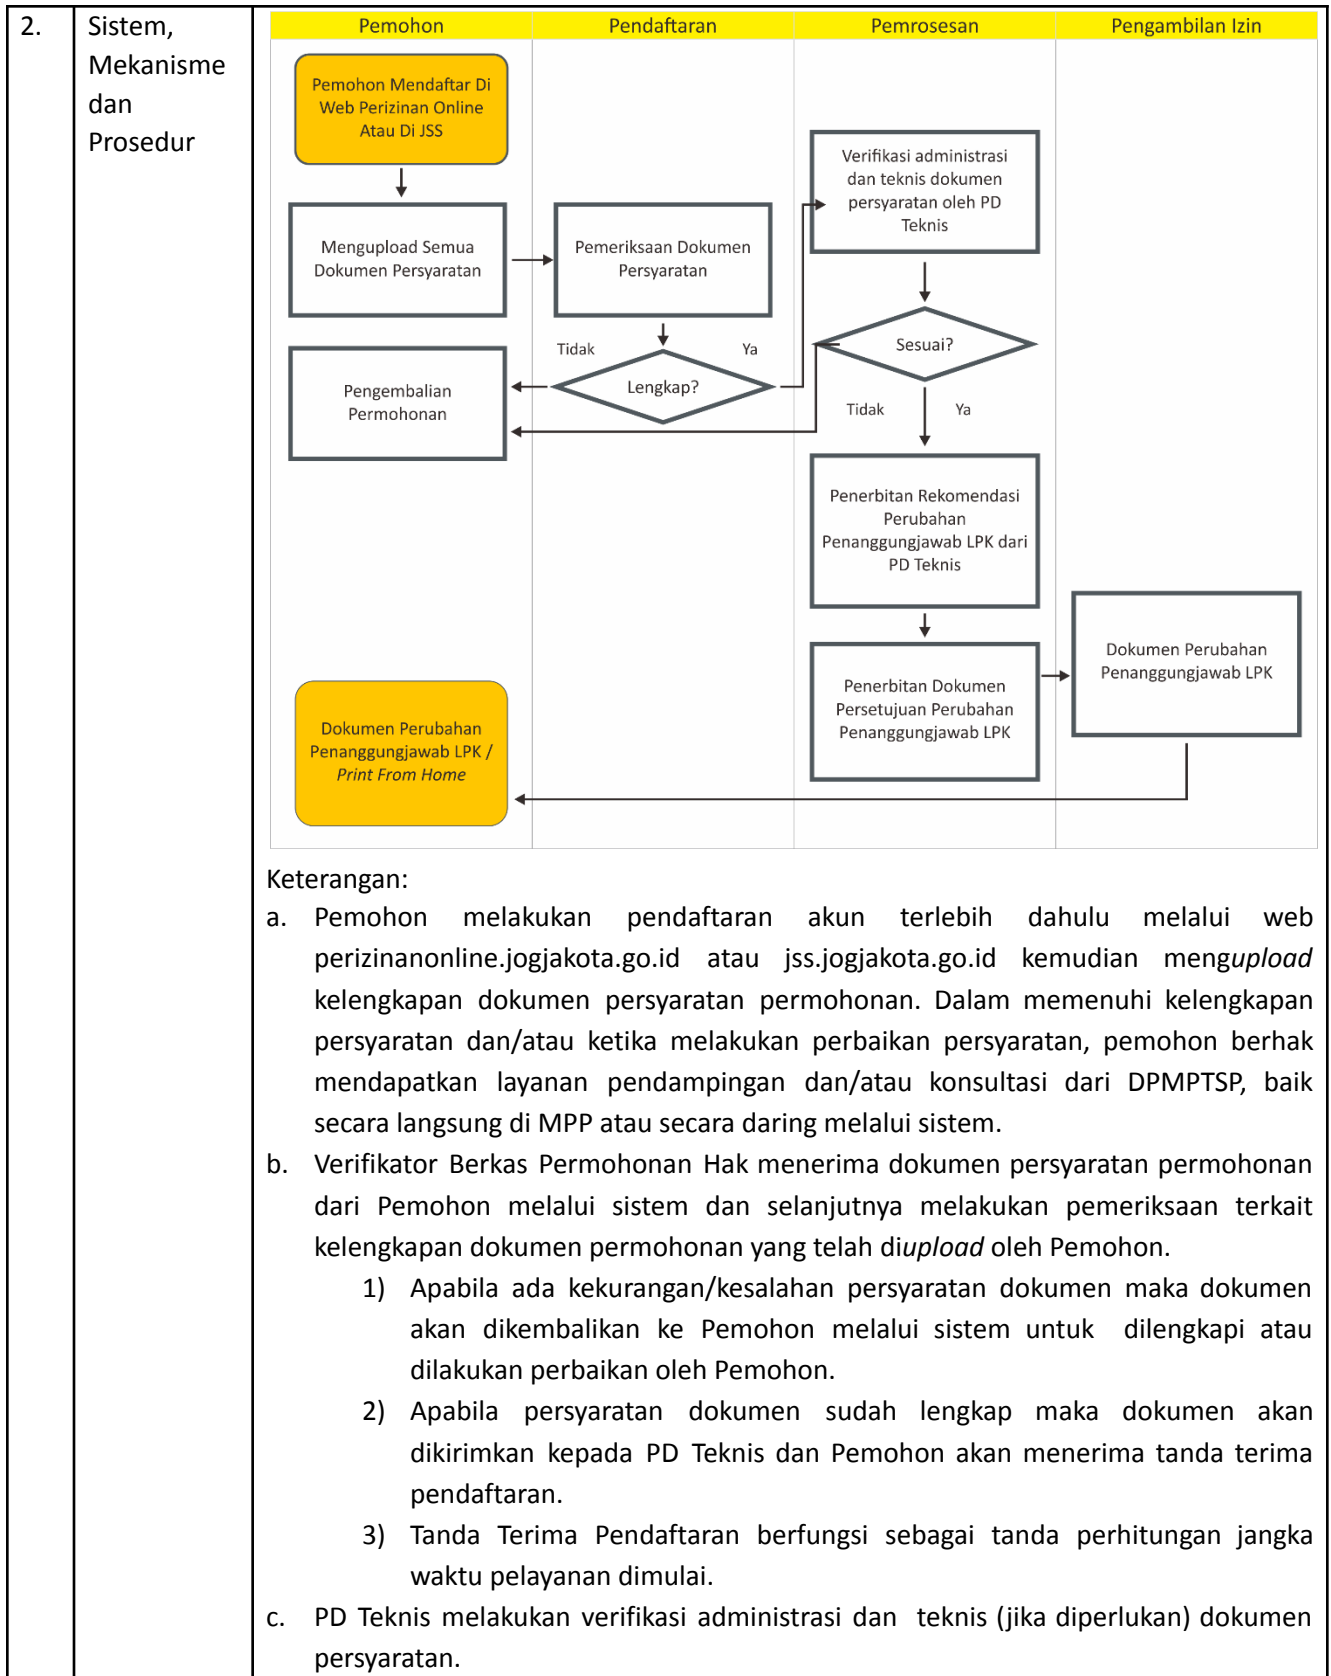 2.
Sistem,
Mekanisme
dan
Prosedur
Pemohon
Pendaftaran
Pemrosesan
Pengambilan Izin
Pemohon Mendaftar Di
Web Perizinan Online
Atau Di JSS
Mengupload Semua
Dokumen Persyaratan
Pemeriksaan Dokumen
Persyaratan
Verifikasi administrasi
dan teknis dokumen
persyaratan oleh PD
Teknis
Tidak
Ya
Lengkap?
Pengembalian
Permohonan
Sesuai?
Tidak
Ya
Penerbitan Rekomendasi
Perubahan
Penanggungjawab LPK dari
PD Teknis
Penerbitan Dokumen
Persetujuan Perubahan
Penanggungjawab LPK
Dokumen Perubahan
Penanggungjawab LPK
Dokumen Perubahan
Penanggungjawab LPK /
Print From Home
Keterangan:
a. Pemohon melakukan pendaftaran akun terlebih dahulu melalui web
perizinanonline.jogjakota.go.id atau jss.jogjakota.go.id kemudian mengupload
kelengkapan dokumen persyaratan permohonan. Dalam memenuhi kelengkapan
persyaratan dan/atau ketika melakukan perbaikan persyaratan, pemohon berhak
mendapatkan layanan pendampingan dan/atau konsultasi dari DPMPTSP, baik
secara langsung di MPP atau secara daring melalui sistem.
b. Verifikator Berkas Permohonan Hak menerima dokumen persyaratan permohonan
dari Pemohon melalui sistem dan selanjutnya melakukan pemeriksaan terkait
kelengkapan dokumen permohonan yang telah diupload oleh Pemohon.
1) Apabila ada kekurangan/kesalahan persyaratan dokumen maka dokumen
akan dikembalikan ke Pemohon melalui sistem untuk dilengkapi atau
dilakukan perbaikan oleh Pemohon.
2) Apabila persyaratan dokumen sudah lengkap maka dokumen akan
dikirimkan kepada PD Teknis dan Pemohon akan menerima tanda terima
pendaftaran.
3) Tanda Terima Pendaftaran berfungsi sebagai tanda perhitungan jangka
waktu pelayanan dimulai.
c. PD Teknis melakukan verifikasi administrasi dan teknis (jika diperlukan) dokumen
persyaratan.